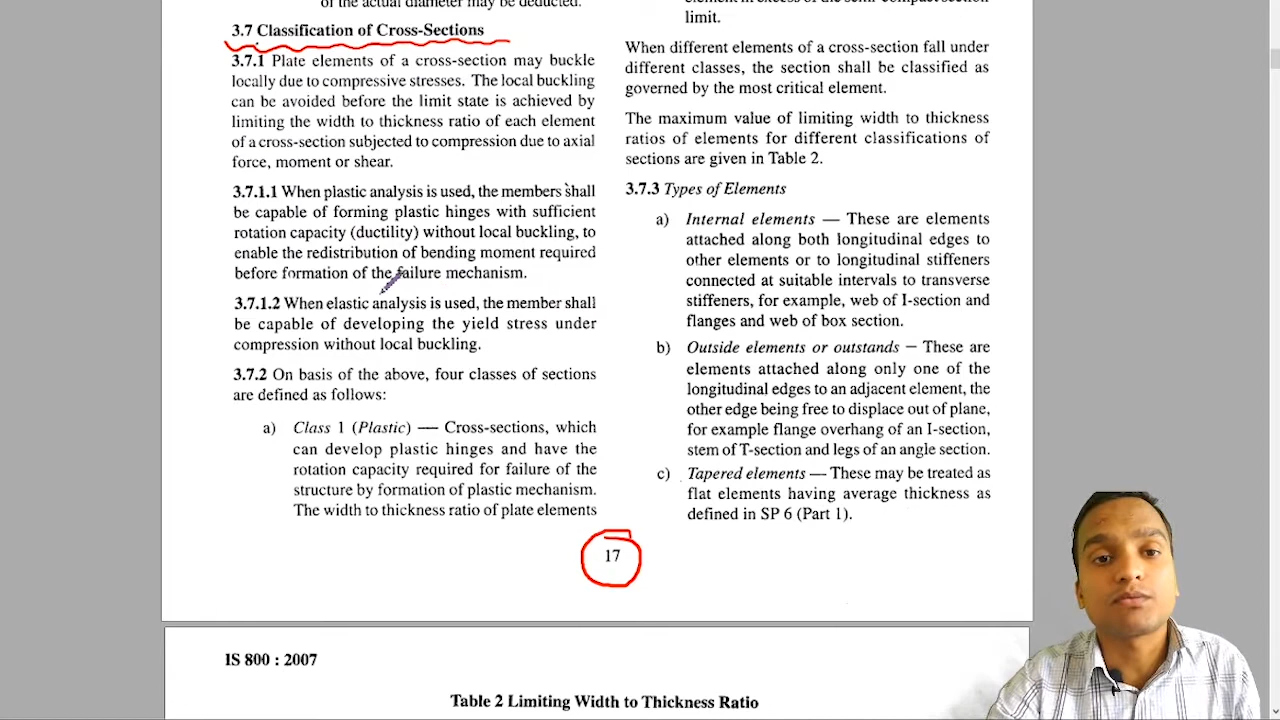 of the actual diameter may be deducted.
3.7 Classification of Cross-Sections
3.7.1 Plate elements of a cross-section may buckle
locally due to compressive stresses. The local buckling
can be avoided before the limit state is achieved by
limiting the width to thickness ratio of each element
of a cross-section subjected to compression due to axial
force, moment or shear.
3.7.1.1 When plastic analysis is used, the members shall
be capable of forming plastic hinges with sufficient
rotation capacity (ductility) without local buckling, to
enable the redistribution of bending moment required
before formation of the failure mechanism.
3.7.1.2 When elastic analysis is used, the member shall
be capable of developing the yield stress under
compression without local buckling.
3.7.2 On basis of the above, four classes of sections
are defined as follows:
a) Class 1 (Plastic) — Cross-sections, which
can develop plastic hinges and have the
rotation capacity required for failure of the
structure by formation of plastic mechanism.
The width to thickness ratio of plate elements
element in excess of the semi-compact section
limit.
When different elements of a cross-section fall under
different classes, the section shall be classified as
governed by the most critical element.
The maximum value of limiting width to thickness
ratios of elements for different classifications of
sections are given in Table 2.
3.7.3 Types of Elements
a) Internal elements — These are elements
attached along both longitudinal edges to
other elements or to longitudinal stiffeners
connected at suitable intervals to transverse
stiffeners, for example, web of I-section and
flanges and web of box section.
b) Outside elements or outstands — These are
elements attached along only one of the
longitudinal edges to an adjacent element, the
other edge being free to displace out of plane,
for example flange overhang of an I-section,
stem of T-section and legs of an angle section.
c) Tapered elements — These may be treated as
flat elements having average thickness as
defined in SP 6 (Part 1).
17
IS 800 : 2007
Table 2 Limiting Width to Thickness Ratio